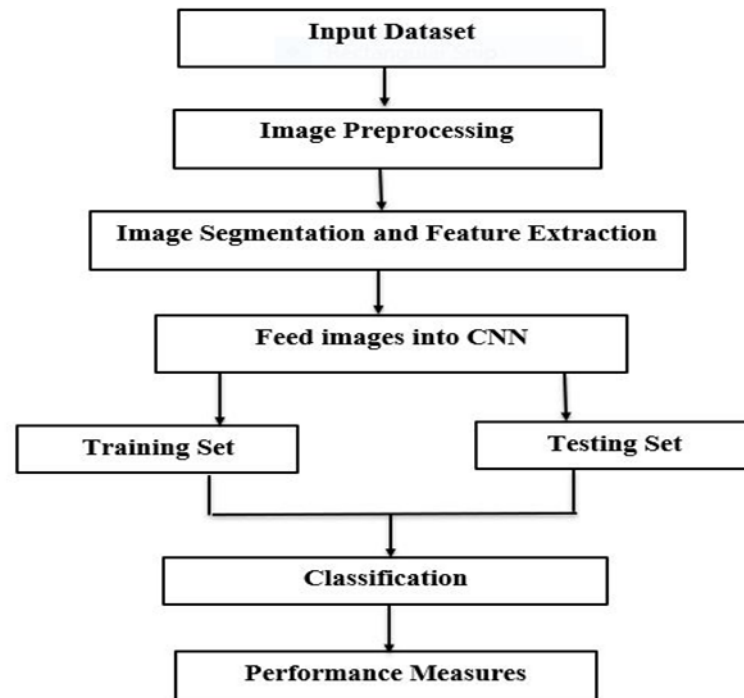 Input Dataset
Image Preprocessing
Image Segmentation and Feature Extraction
Feed images into CNN
Training Set
Testing Set
Classification
Performance Measures